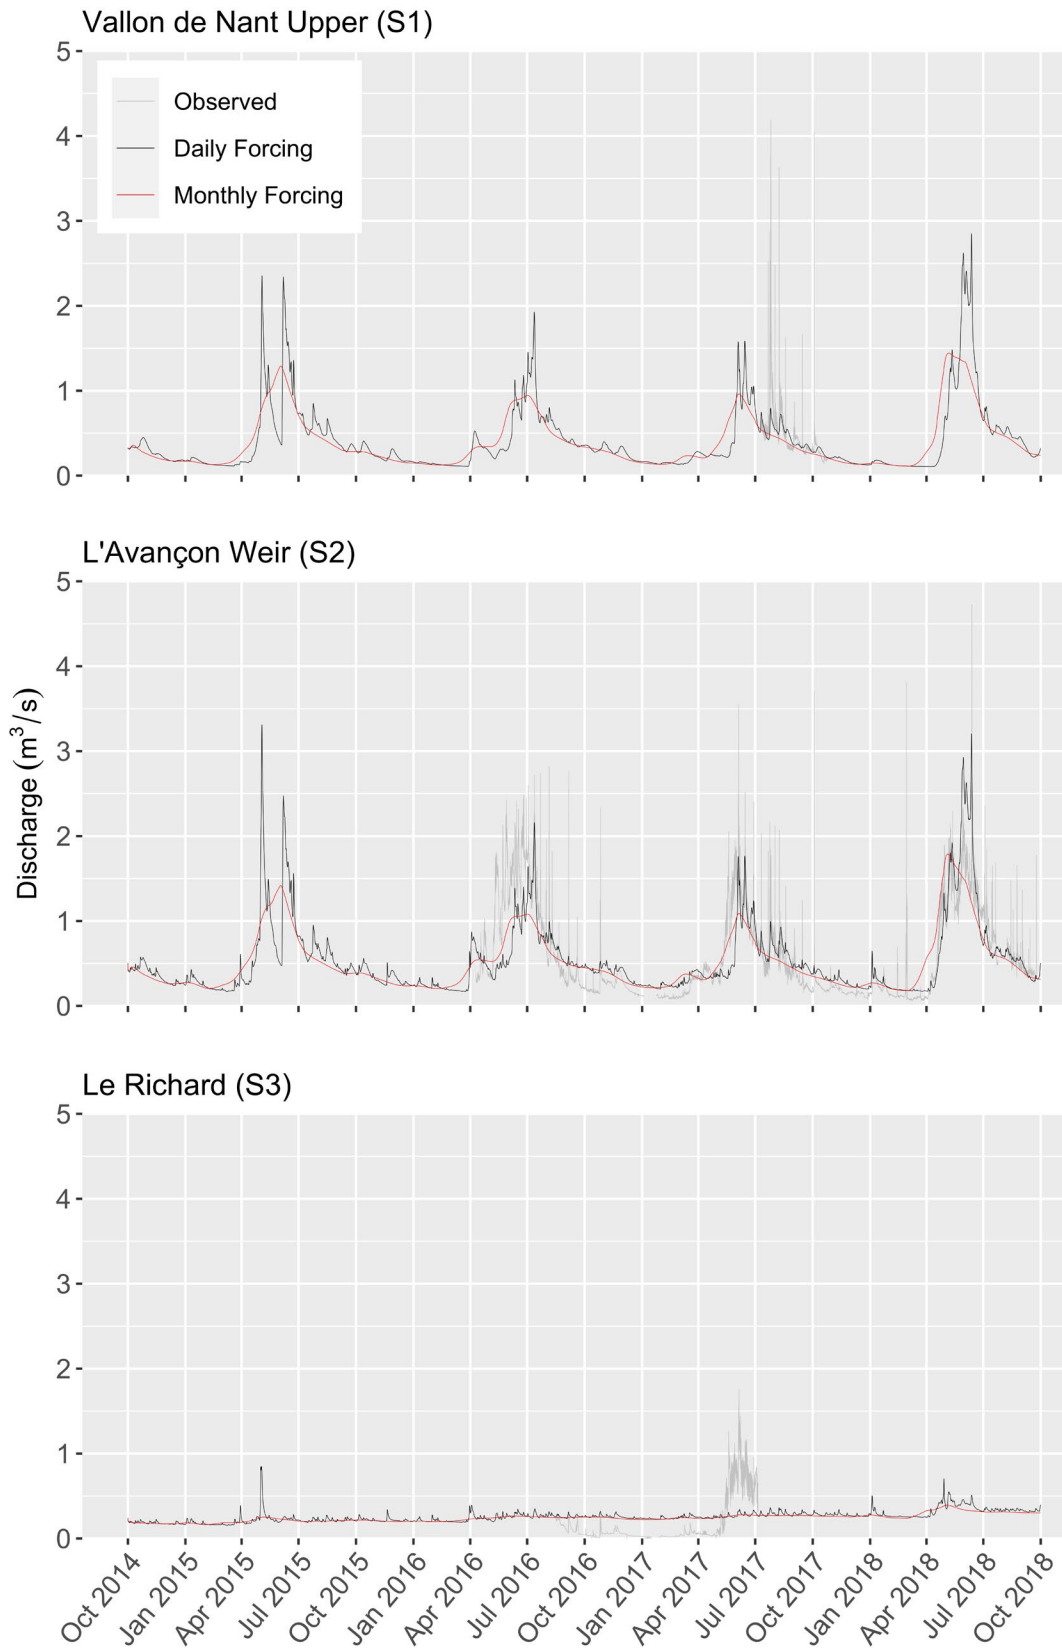 Vallon de Nant Upper (S1)
5
4
3
2
1
0
Observed
Daily Forcing
Monthly Forcing
L'Avançon Weir (S2)
5
4
3
2
1
0
Discharge (m³/s)
Le Richard (S3)
5
4
3
2
1
0
Oct 2014
Jan 2015
Apr 2015
Jul 2015
Oct 2015
Jan 2016
Apr 2016
Jul 2016
Oct 2016
Jan 2017
Apr 2017
Jul 2017
Oct 2017
Jan 2018
Apr 2018
Jul 2018
Oct 2018